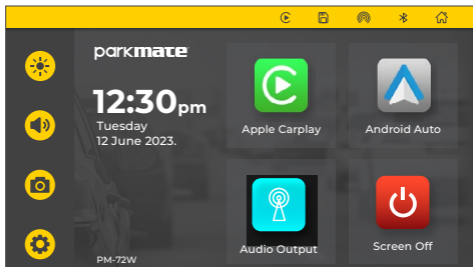 parkmate
12:30pm
Tuesday
12 June 2023.
PM-72W
Apple Carplay
Android Auto
Audio Output
Screen Off